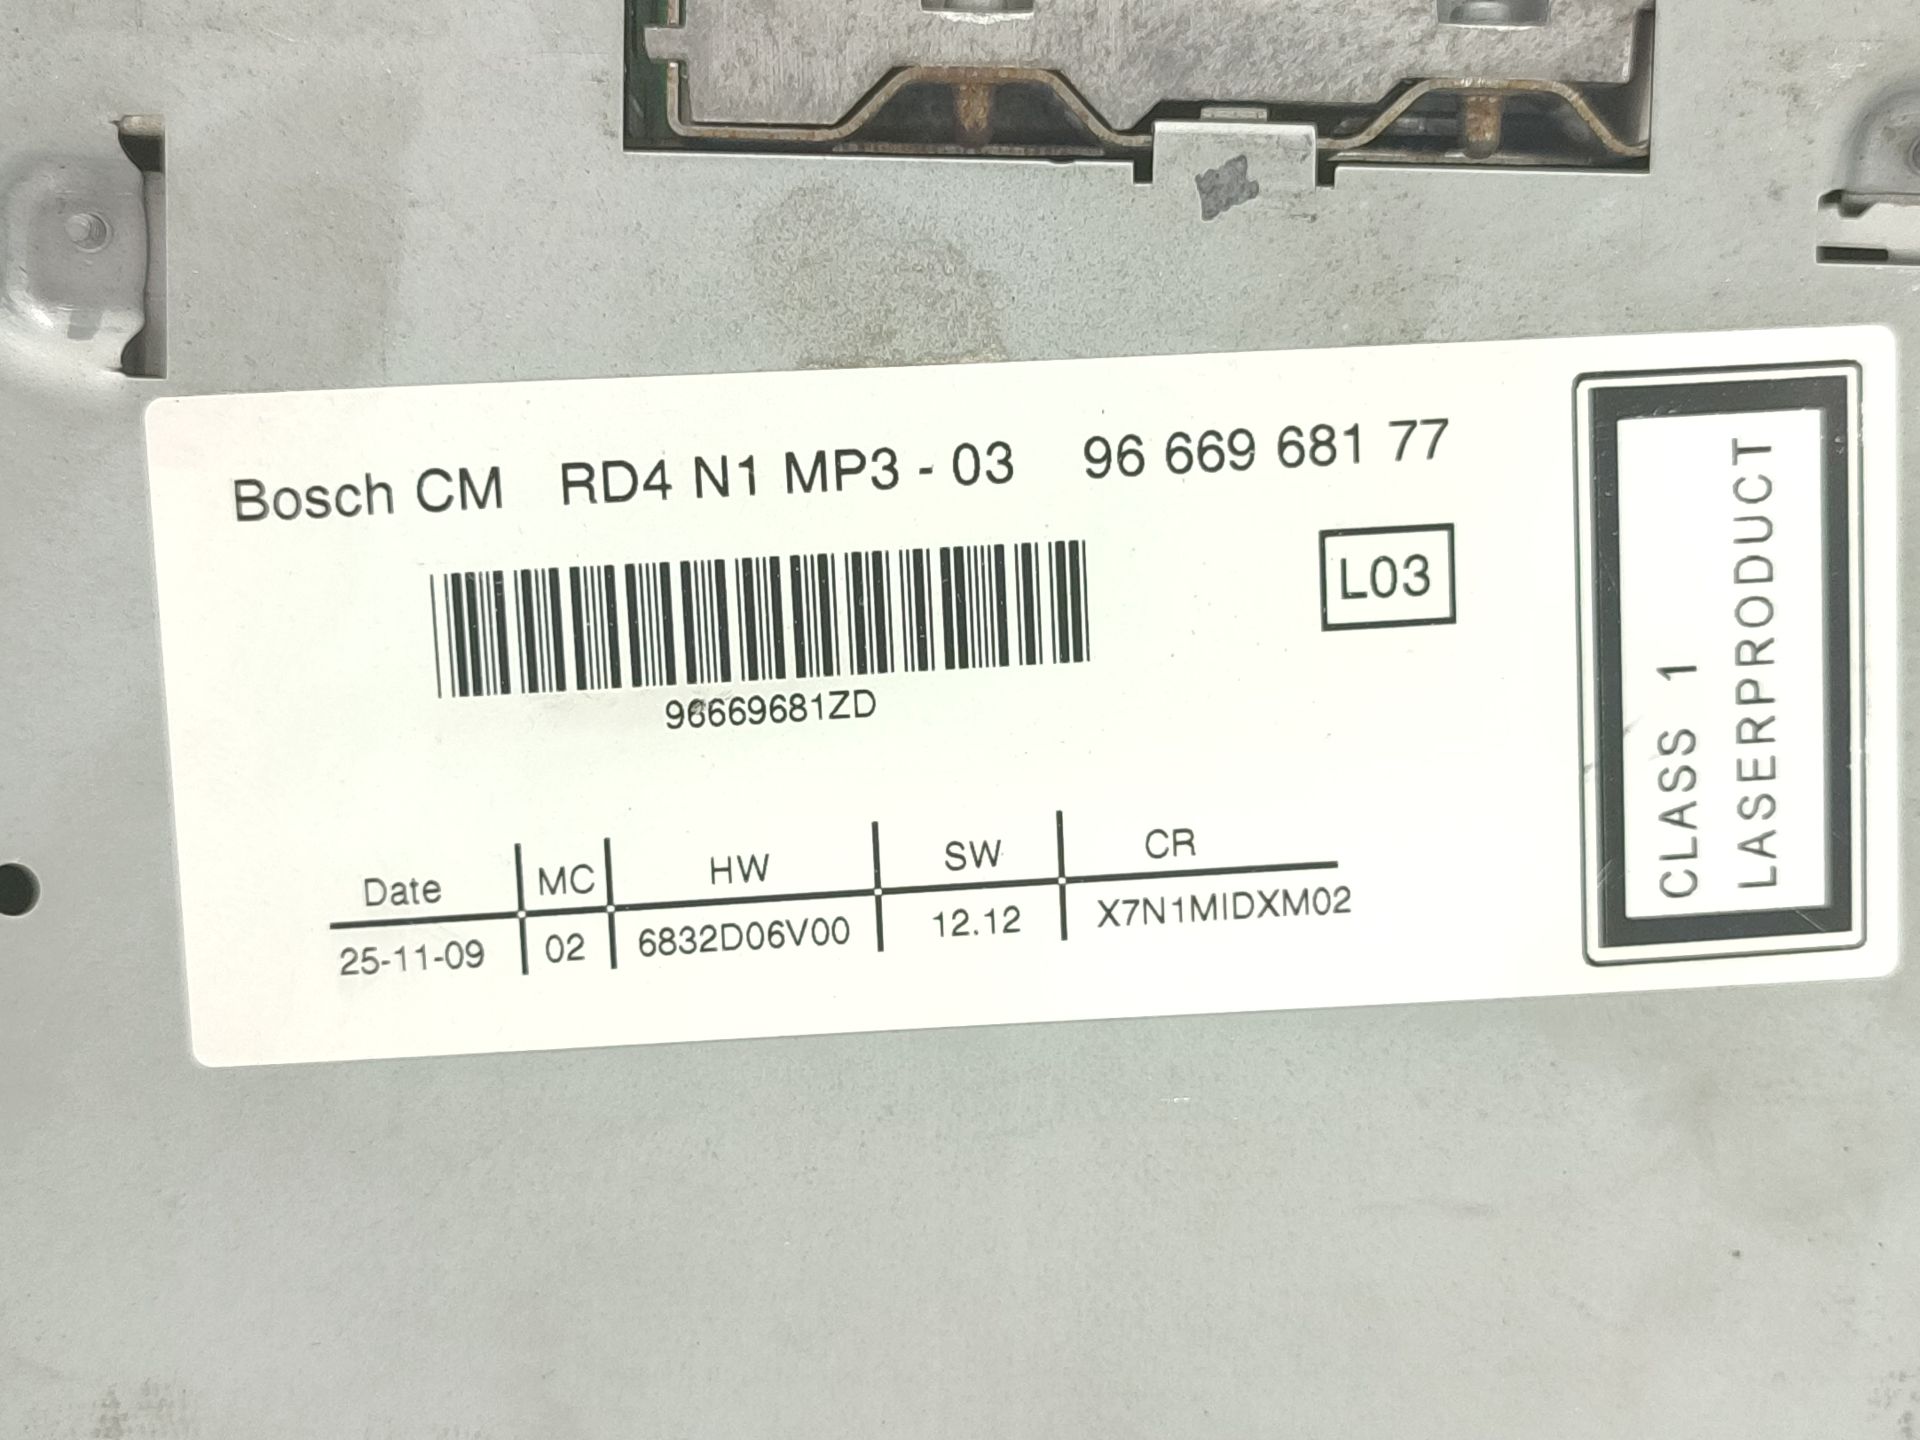 Bosch CM RD4 N1 MP3 - 03 96 669 681 77
L03
96669681ZD
Date MC HW SW CR
25-11-09 02 6832D06V00 12.12 X7N1MIDXM02
CLASS 1
LASERPRODUCT